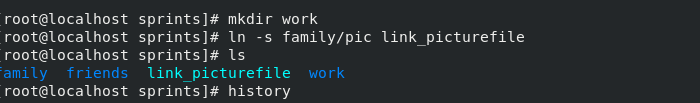 [root@localhost sprints]# mkdir work
[root@localhost sprints]# ln -s family/pic link_picturefile
[root@localhost sprints]# ls
family  friends  link_picturefile  work
[root@localhost sprints]# history